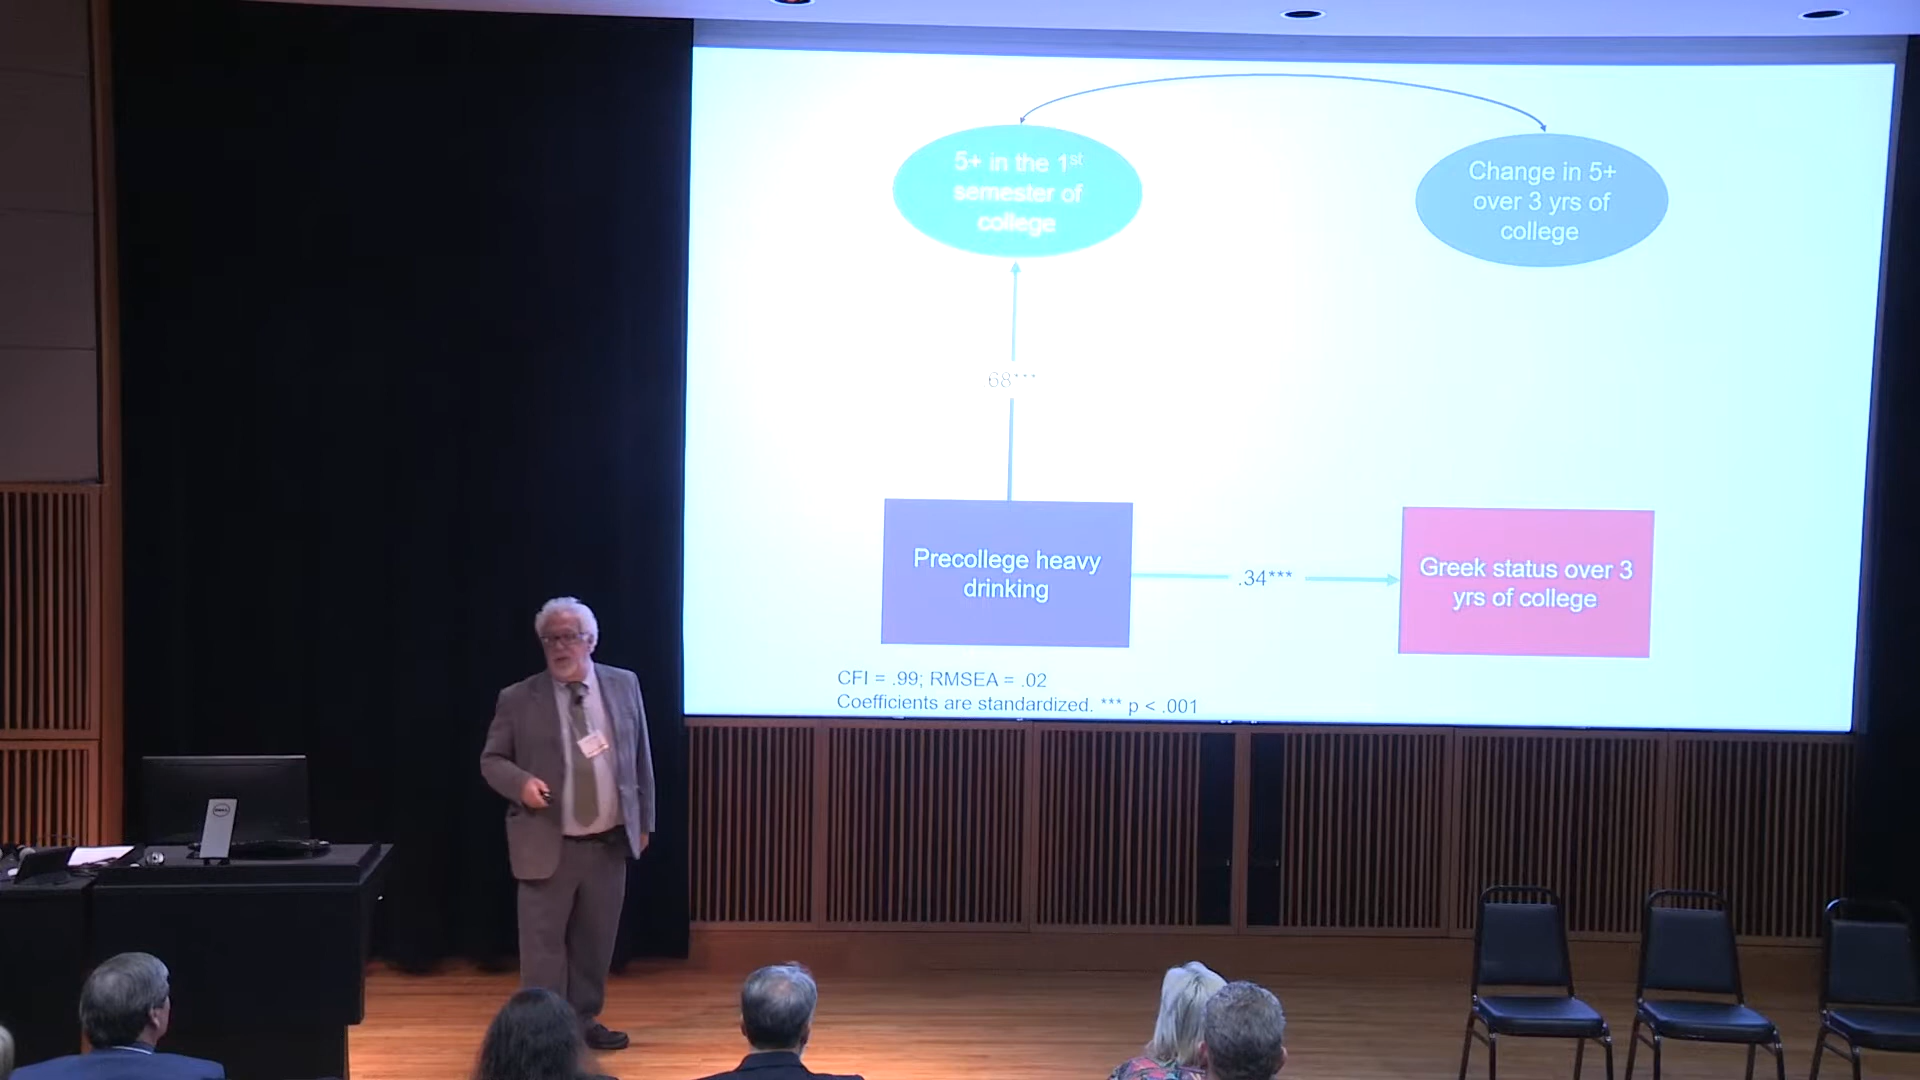 5+ in the 1st
semester of
college
Change in 5+
over 3 yrs of
college
.68***
Precollege heavy
drinking
.34***
Greek status over 3
yrs of college
CFI = .99; RMSEA = .02
Coefficients are standardized. *** p < .001
DELL